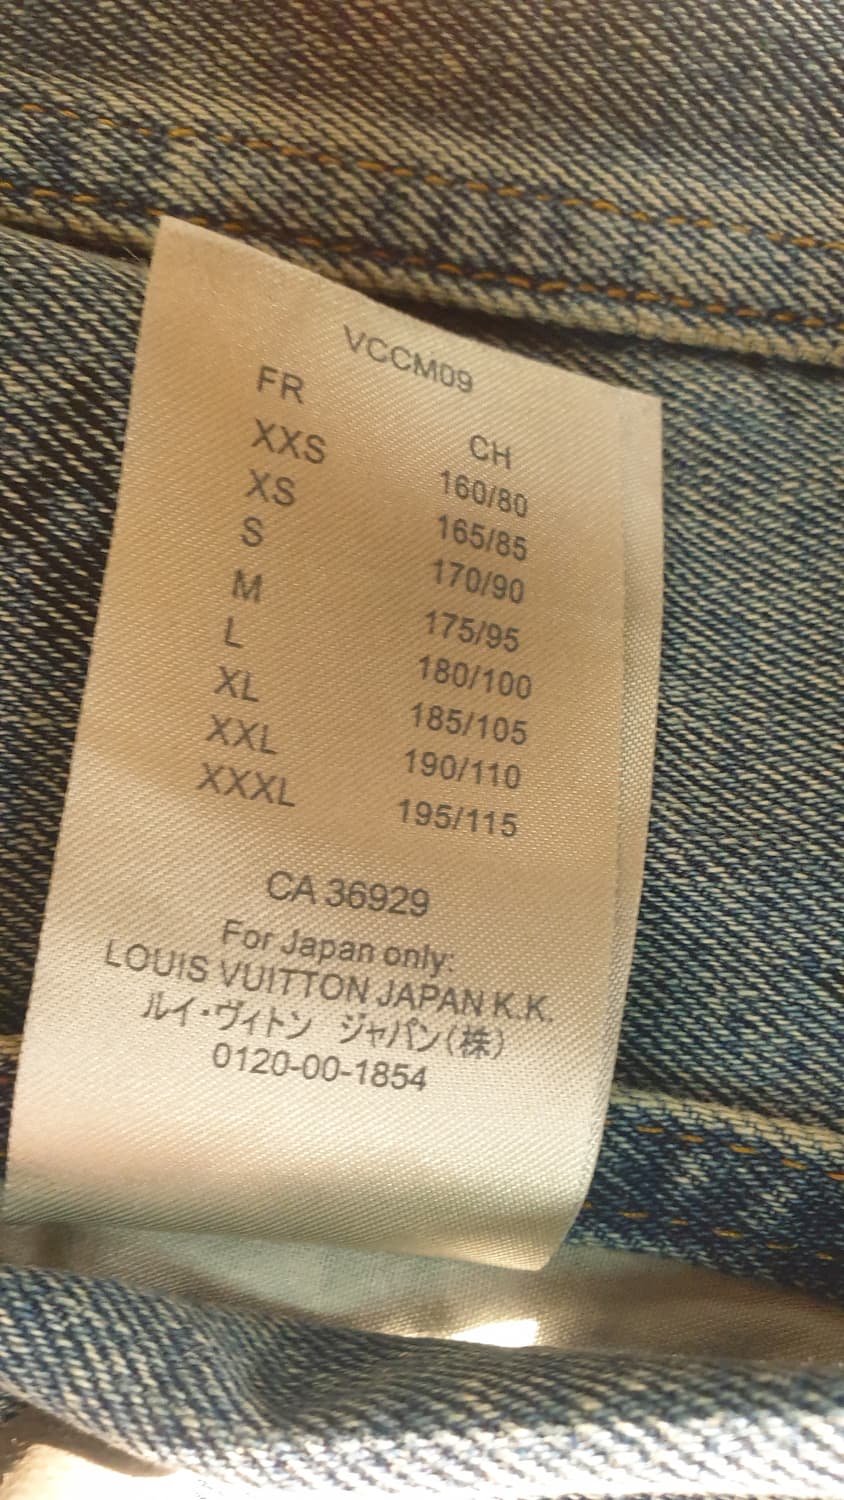 VCCM09
FR CH
XXS 160/80
XS 165/85
S 170/90
M 175/95
L 180/100
XL 185/105
XXL 190/110
XXXL 195/115
CA 36929
For Japan only:
LOUIS VUITTON JAPAN K.K.
ルイ・ヴィトン ジャパン(株)
0120-00-1854